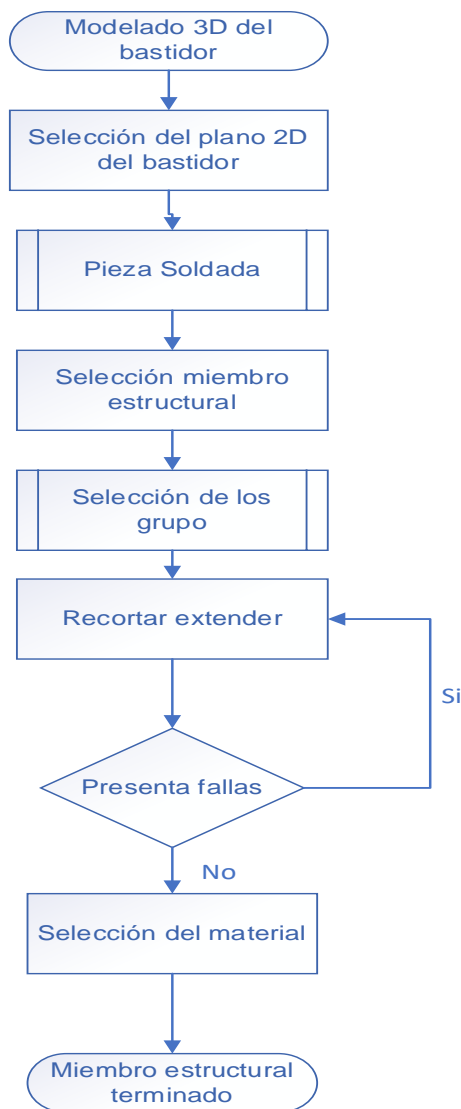 Modelado 3D del
bastidor
Selección del plano 2D
del bastidor
Pieza Soldada
Selección miembro
estructural
Selección de los
grupo
Recortar extender
Si
Presenta fallas
No
Selección del material
Miembro estructural
terminado